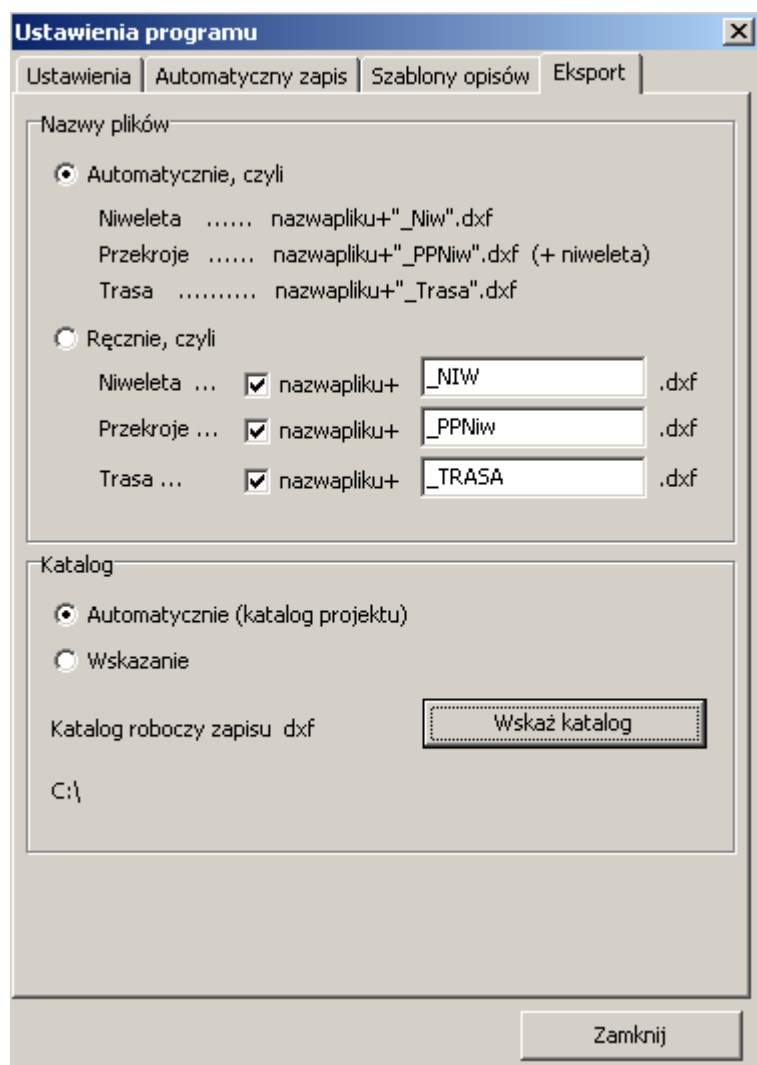 Ustawienia programu
Ustawienia Automatyczny zapis Szablony opisów Eksport
Nazwy plików
Automatycznie, czyli
Niweleta ...... nazwapliku+"_Niw".dxf
Przekroje ...... nazwapliku+"_PPNiw".dxf (+ niweleta)
Trasa .......... nazwapliku+"_Trasa".dxf
Ręcznie, czyli
Niweleta ... nazwapliku+ _NIW .dxf
Przekroje ... nazwapliku+ _PPNiw .dxf
Trasa ... nazwapliku+ _TRASA .dxf
Katalog
Automatycznie (katalog projektu)
Wskazanie
Katalog roboczy zapisu dxf Wskaż katalog
C:\
Zamknij